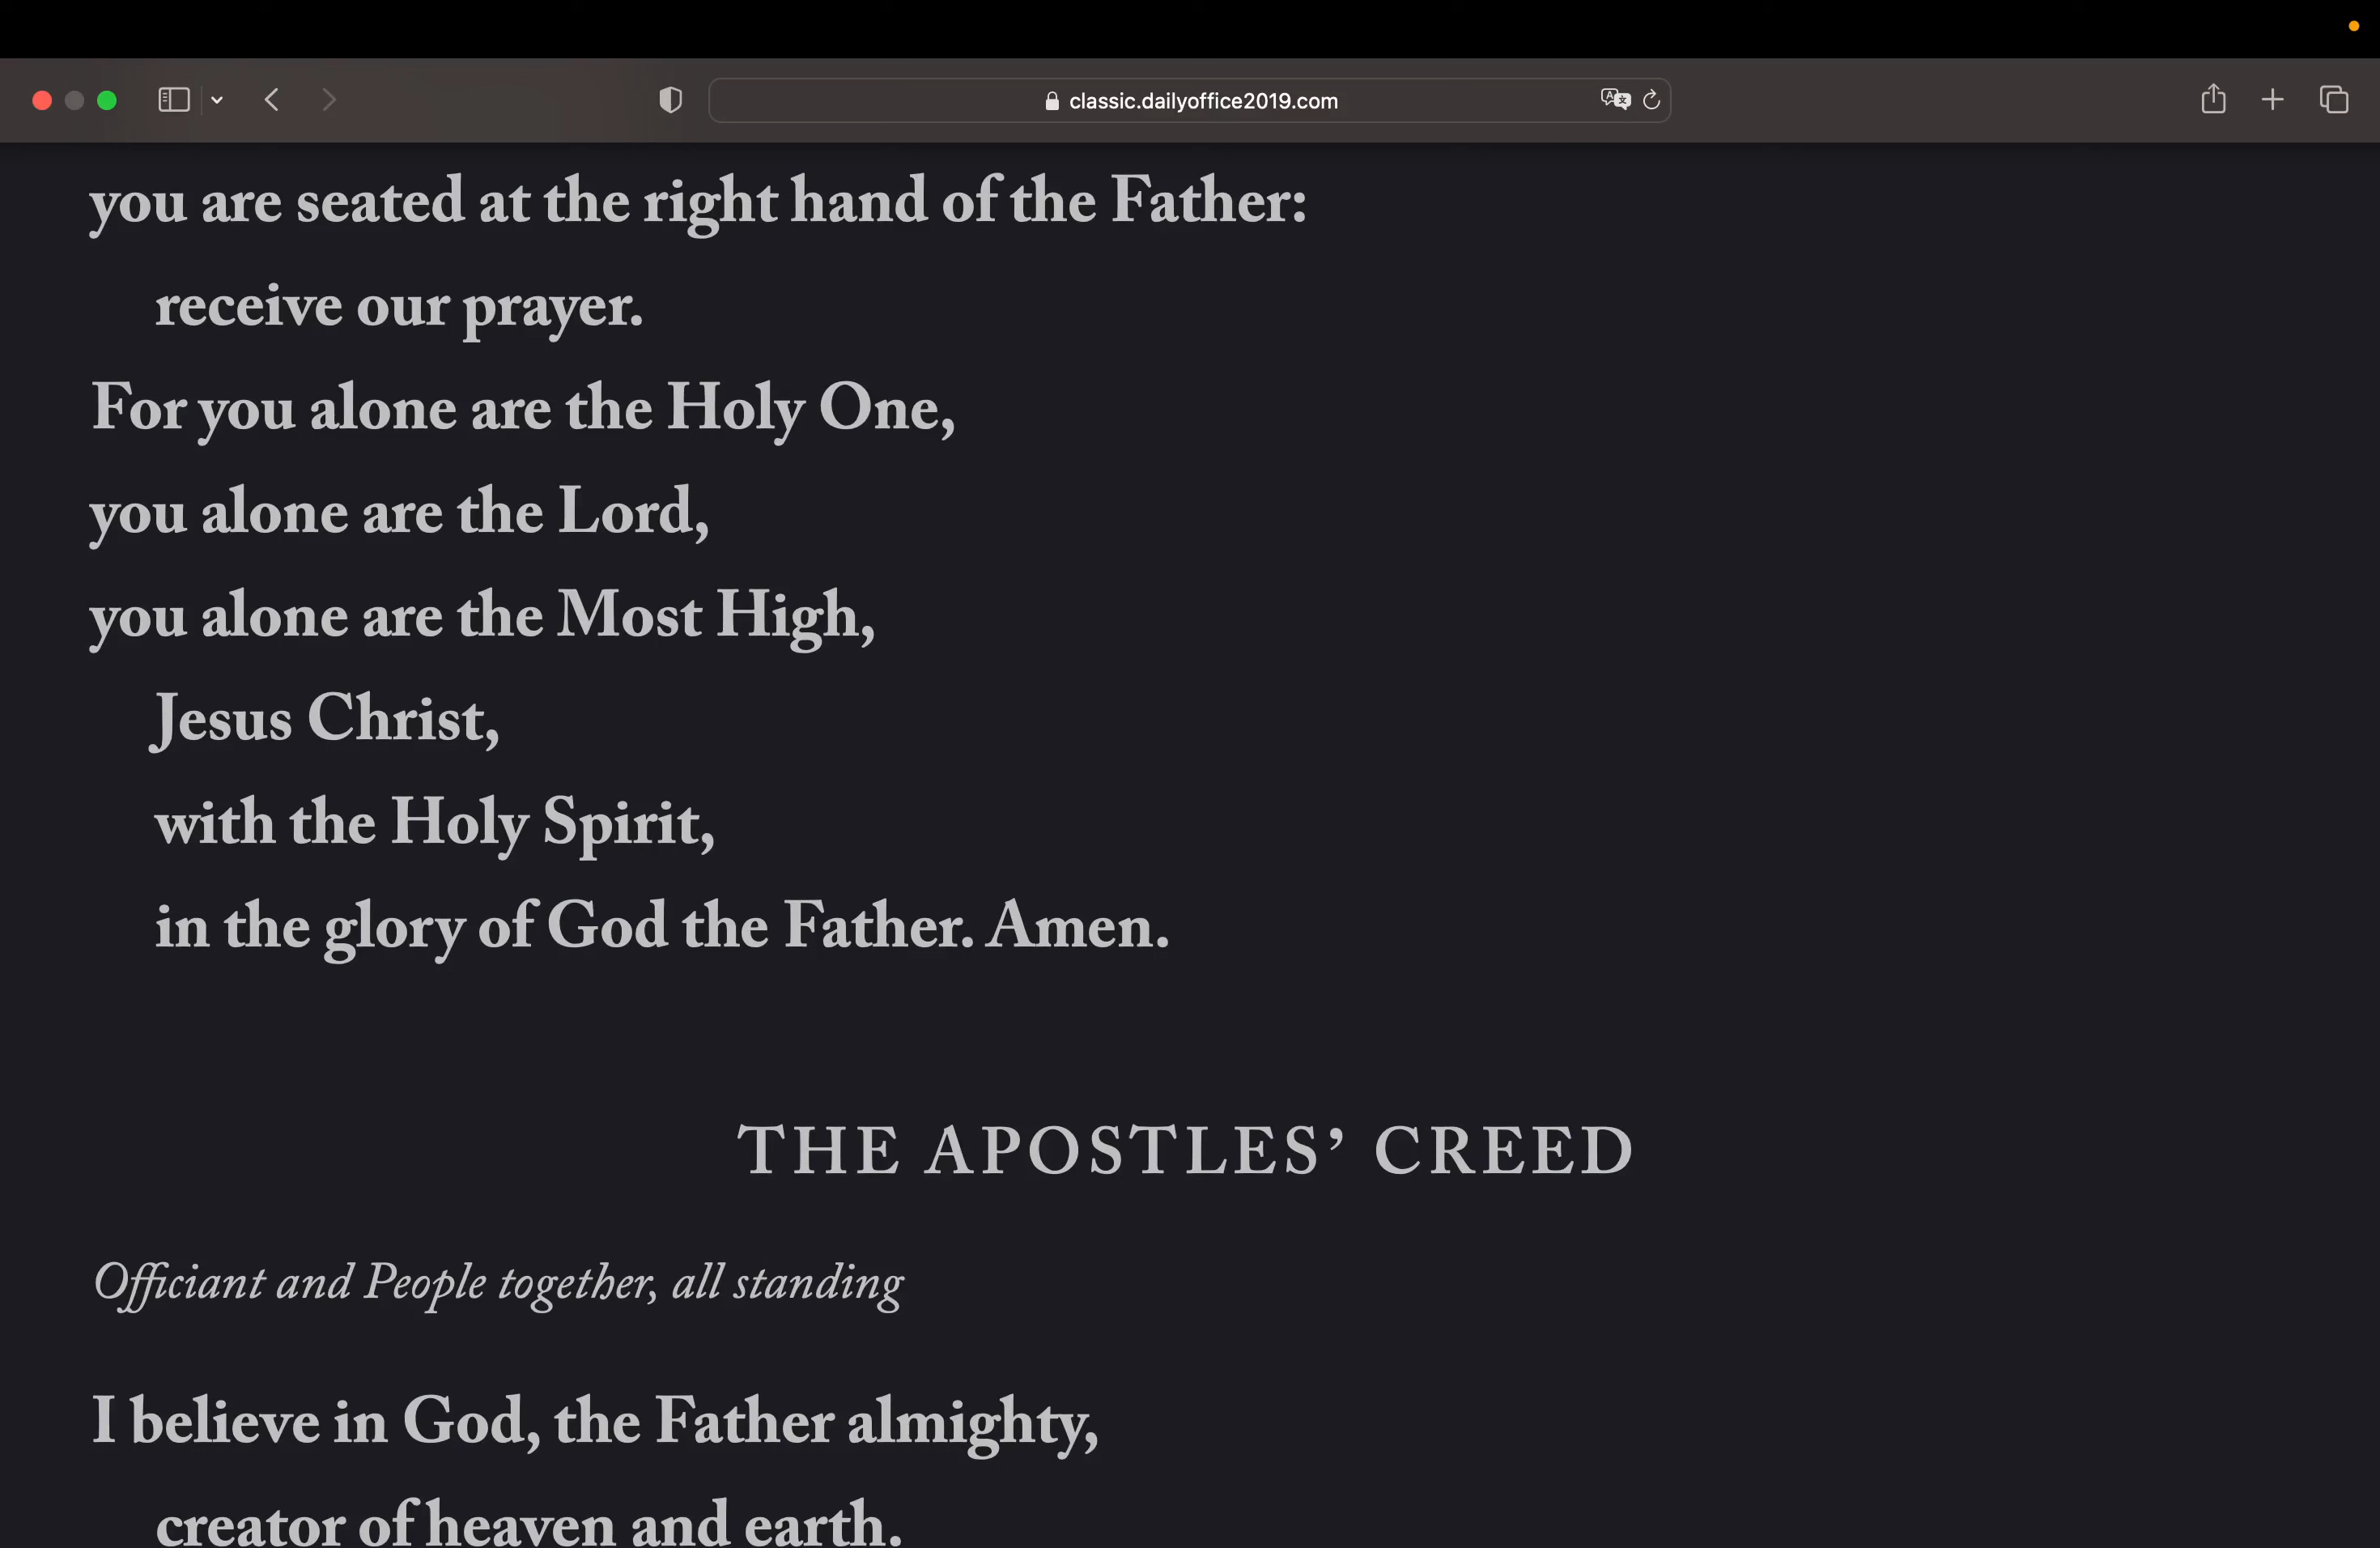 classic.dailyoffice2019.com
you are seated at the right hand of the Father:
receive our prayer.
For you alone are the Holy One,
you alone are the Lord,
you alone are the Most High,
Jesus Christ,
with the Holy Spirit,
in the glory of God the Father. Amen.
THE APOSTLES’ CREED
Officiant and People together, all standing
I believe in God, the Father almighty,
creator of heaven and earth.